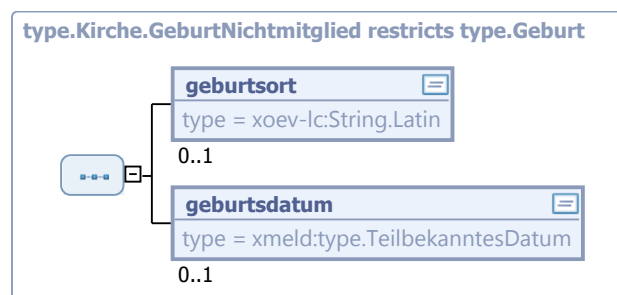 type.Kirche.GeburtNichtmitglied restricts type.Geburt
geburtsort
type = xoev-lc:String.Latin
0..1
geburtsdatum
type = xmeld:type.TeilbekanntesDatum
0..1